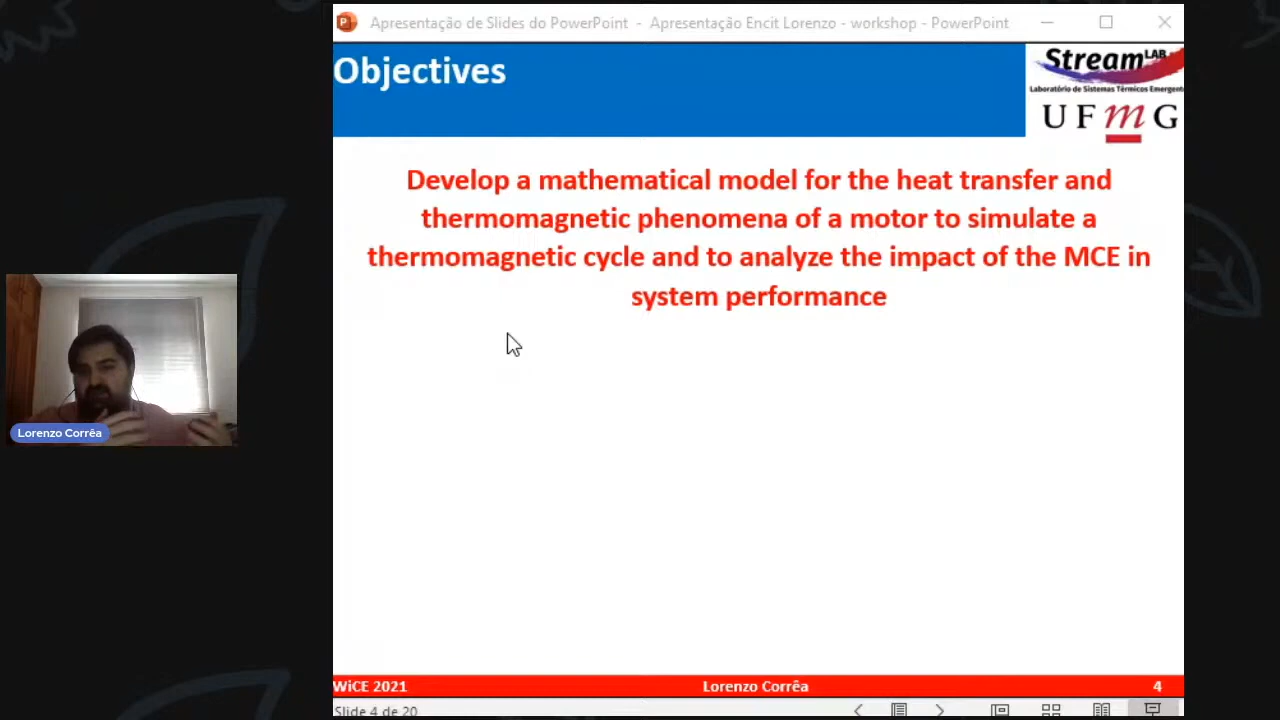 Apresentação de Slides do PowerPoint - Apresentação Encit Lorenzo - workshop - PowerPoint
Objectives
StreamLAB
Laboratório de Sistemas Térmicos Emergent
UFmG
Develop a mathematical model for the heat transfer and
thermomagnetic phenomena of a motor to simulate a
thermomagnetic cycle and to analyze the impact of the MCE in
system performance
Lorenzo Corrêa
WiCE 2021
Lorenzo Corrêa
4
Slide 4 de 20